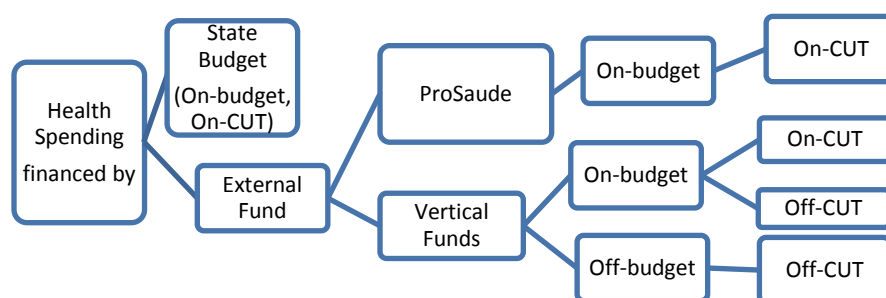 Health
Spending
financed by
State
Budget
(On-budget,
On-CUT)
External
Fund
ProSaude
Vertical
Funds
On-budget
On-budget
Off-budget
On-CUT
On-CUT
Off-CUT
Off-CUT